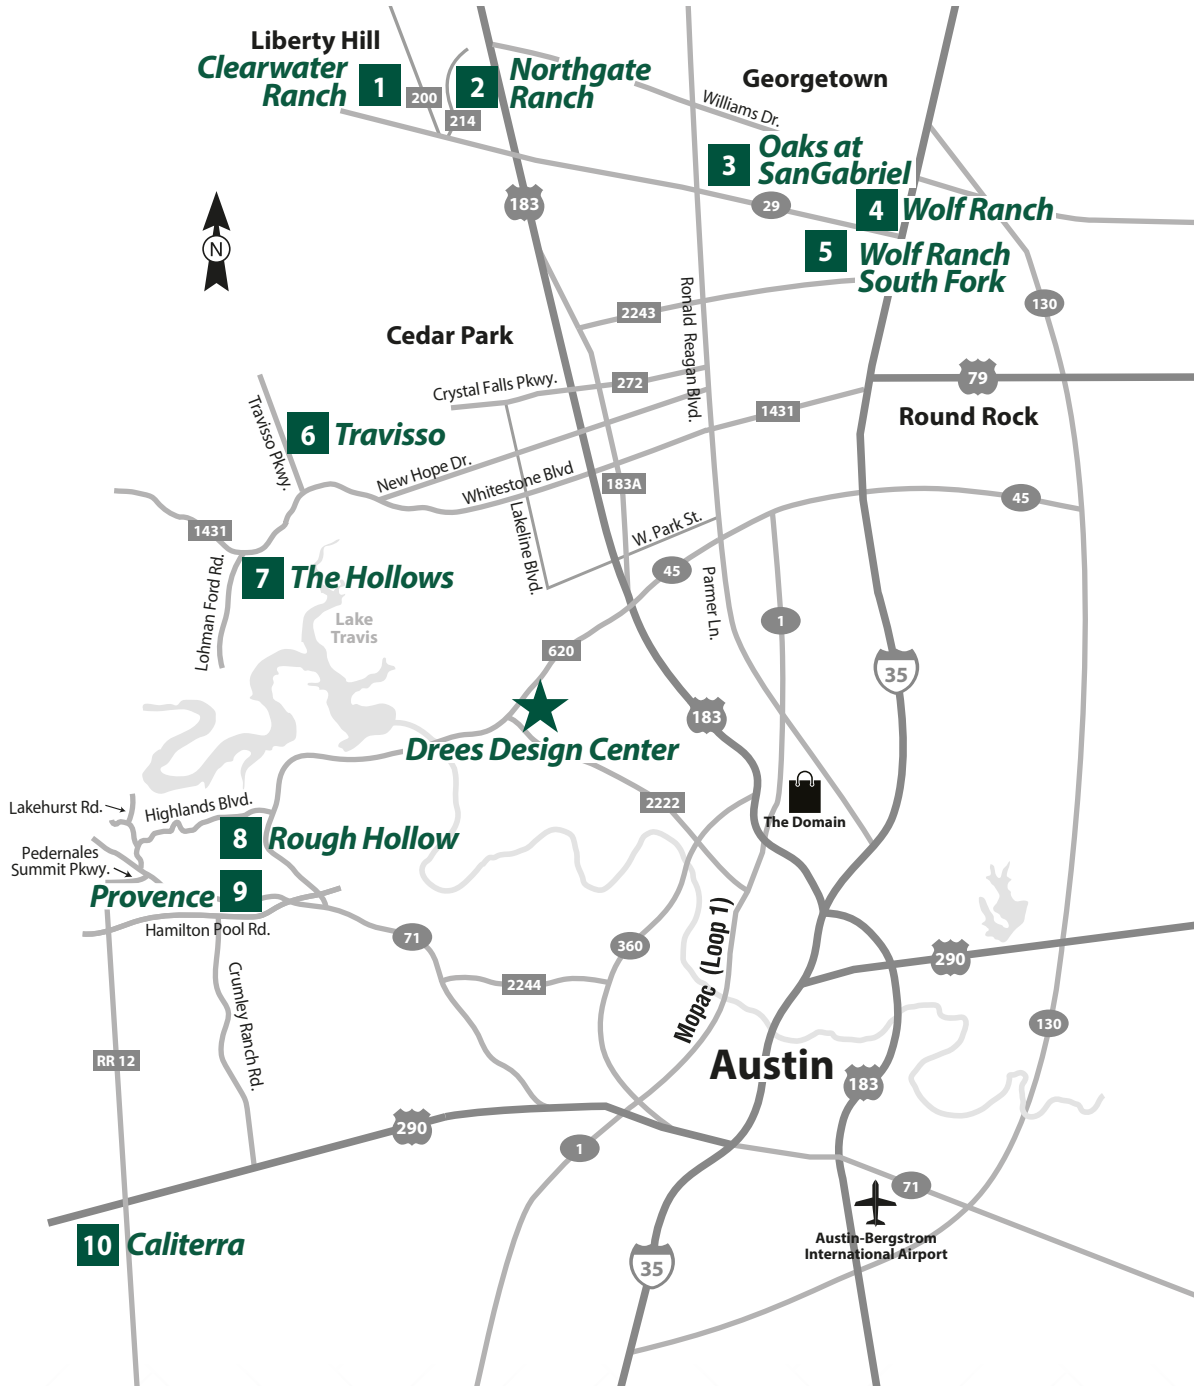 Liberty Hill
Clearwater
Ranch
1
200
2
214
Northgate
Ranch
Georgetown
Williams Dr.
3
Oaks at
SanGabriel
183
29
4
Wolf Ranch
5
Wolf Ranch
South Fork
N
130
2243
Ronald Reagan Blvd.
Cedar Park
Crystal Falls Pkwy.
272
79
1431
Round Rock
Travisso Pkwy.
6
Travisso
New Hope Dr.
Whitestone Blvd
183A
45
1431
Lakeline Blvd.
W. Park St.
45
Parmer Ln.
Lohman Ford Rd.
7
The Hollows
Lake
Travis
1
620
35
183
Drees Design Center
2222
The Domain
Lakehurst Rd.
Highlands Blvd.
8
Rough Hollow
Pedernales
Summit Pkwy.
Provence
9
Hamilton Pool Rd.
71
360
Mopac (Loop 1)
290
2244
Crumley Ranch Rd.
130
RR 12
Austin
183
290
1
71
Austin-Bergstrom
International Airport
10
Caliterra
35